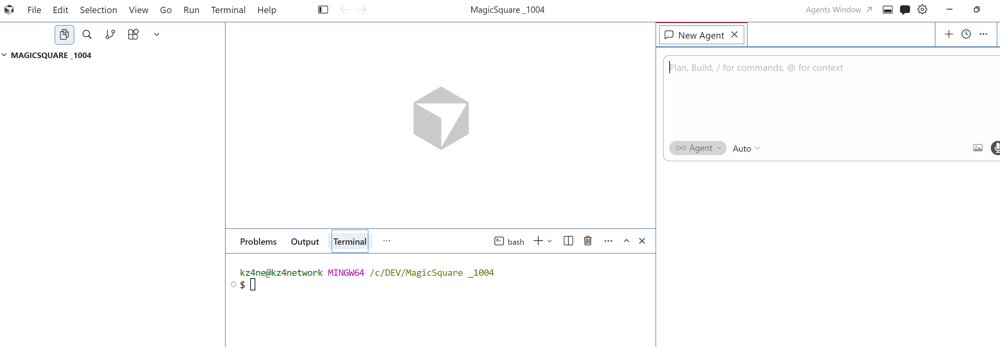 File Edit Selection View Go Run Terminal Help
MagicSquare _1004
Agents Window
MAGICSQUARE _1004
New Agent
Plan, Build, / for commands, @ for context
Agent Auto
Problems Output Terminal ···
bash
kz4ne@kz4network MINGW64 /c/DEV/MagicSquare _1004
$